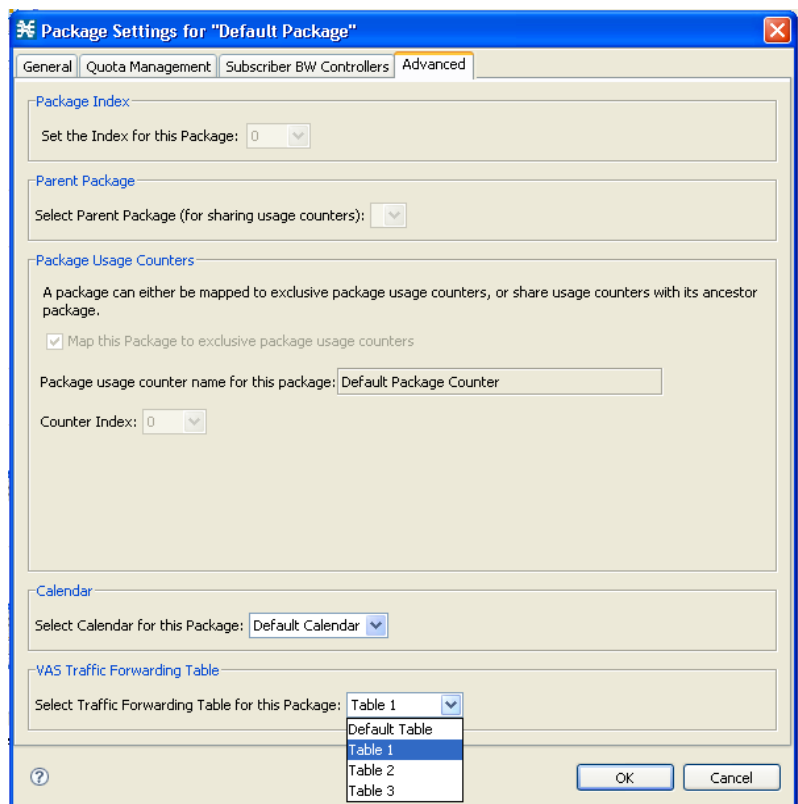 Package Settings for "Default Package"
General Quota Management Subscriber BW Controllers Advanced
Package Index
Set the Index for this Package: 0
Parent Package
Select Parent Package (for sharing usage counters):
Package Usage Counters
A package can either be mapped to exclusive package usage counters, or share usage counters with its ancestor
package.
Map this Package to exclusive package usage counters
Package usage counter name for this package: Default Package Counter
Counter Index: 0
Calendar
Select Calendar for this Package: Default Calendar
VAS Traffic Forwarding Table
Select Traffic Forwarding Table for this Package: Table 1
Default Table
Table 1
Table 2
Table 3
? OK Cancel